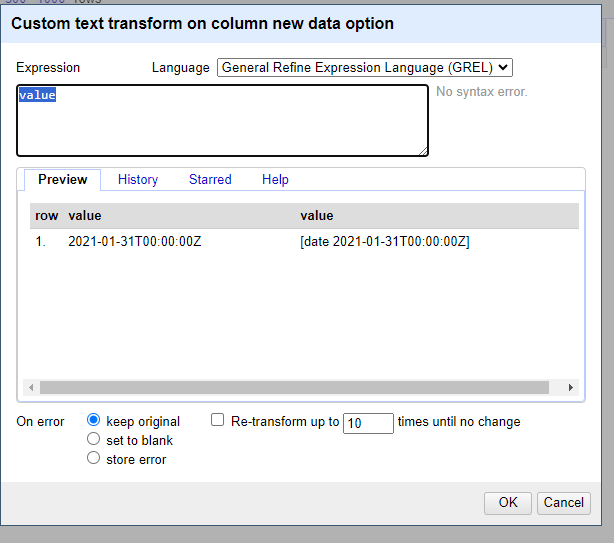 500 1000 rows
Custom text transform on column new data option
Expression Language General Refine Expression Language (GREL)
value No syntax error.
Preview History Starred Help
row value value
1. 2021-01-31T00:00:00Z [date 2021-01-31T00:00:00Z]
On error keep original Re-transform up to 10 times until no change
set to blank
store error
OK Cancel